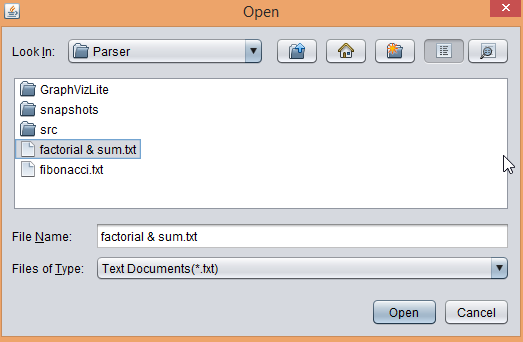 Open
Look In: Parser
GraphVizLite
snapshots
src
factorial & sum.txt
fibonacci.txt
File Name: factorial & sum.txt
Files of Type: Text Documents(*.txt)
Open Cancel